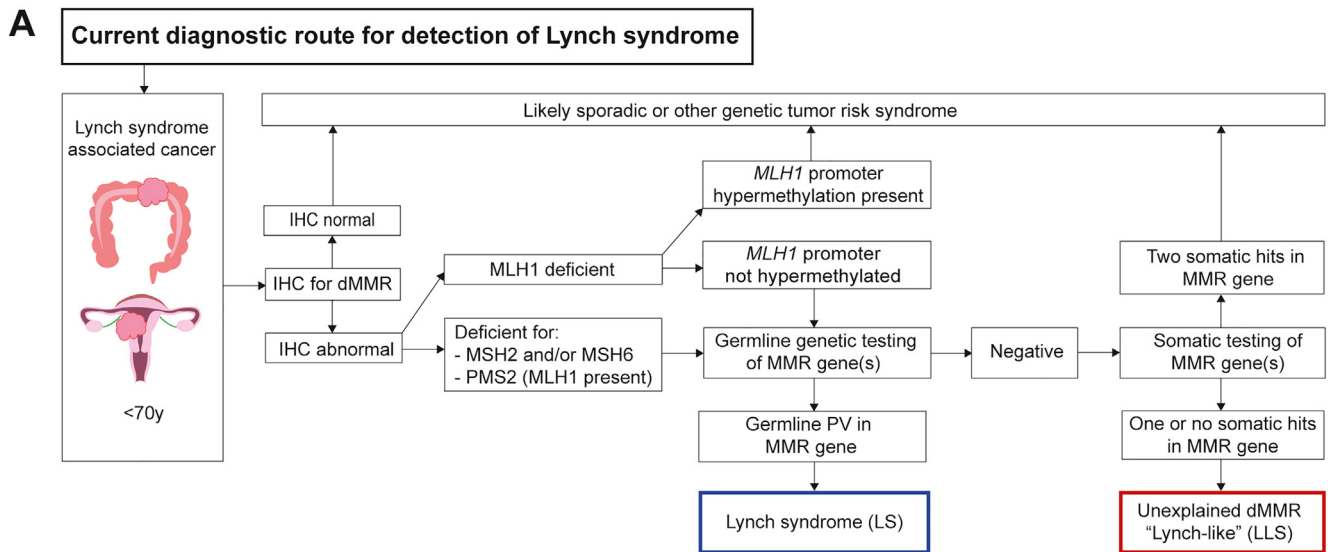 A
Current diagnostic route for detection of Lynch syndrome
Lynch syndrome
associated cancer
<70y
Likely sporadic or other genetic tumor risk syndrome
IHC normal
IHC for dMMR
IHC abnormal
MLH1 deficient
Deficient for:
- MSH2 and/or MSH6
- PMS2 (MLH1 present)
MLH1 promoter
hypermethylation present
MLH1 promoter
not hypermethylated
Germline genetic testing
of MMR gene(s)
Germline PV in
MMR gene
Lynch syndrome (LS)
Negative
Two somatic hits in
MMR gene
Somatic testing of
MMR gene(s)
One or no somatic hits
in MMR gene
Unexplained dMMR
“Lynch-like” (LLS)